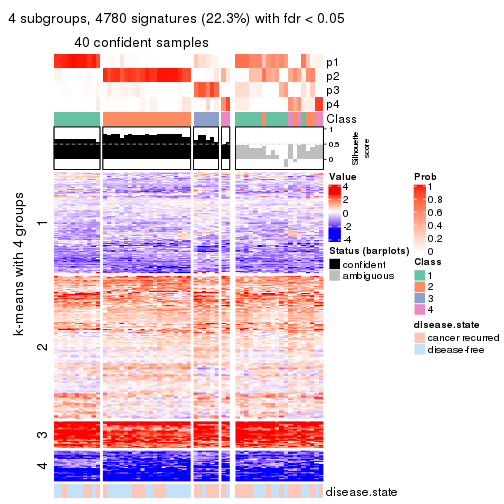 4 subgroups, 4780 signatures (22.3%) with fdr < 0.05
40 confident samples
p1
p2
p3
p4
Class
1
0.5
0
Silhouette
score
k-means with 4 groups
1
2
3
4
disease.state
Value
4
2
0
-2
-4
Status (barplots)
confident
ambiguous
Prob
1
0.8
0.6
0.4
0.2
0
Class
1
2
3
4
disease.state
cancer recurred
disease-free